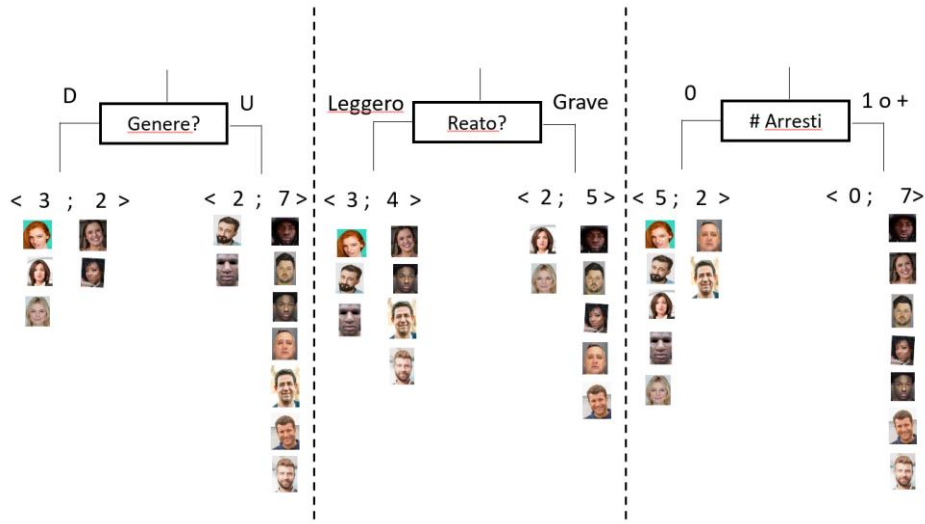 D
U
Genere?
< 3 ; 2 >
< 2 ; 7 >
Leggero
Grave
Reato?
< 3 ; 4 >
< 2 ; 5 >
0
1 o +
# Arresti
< 5 ; 2 >
< 0 ; 7>